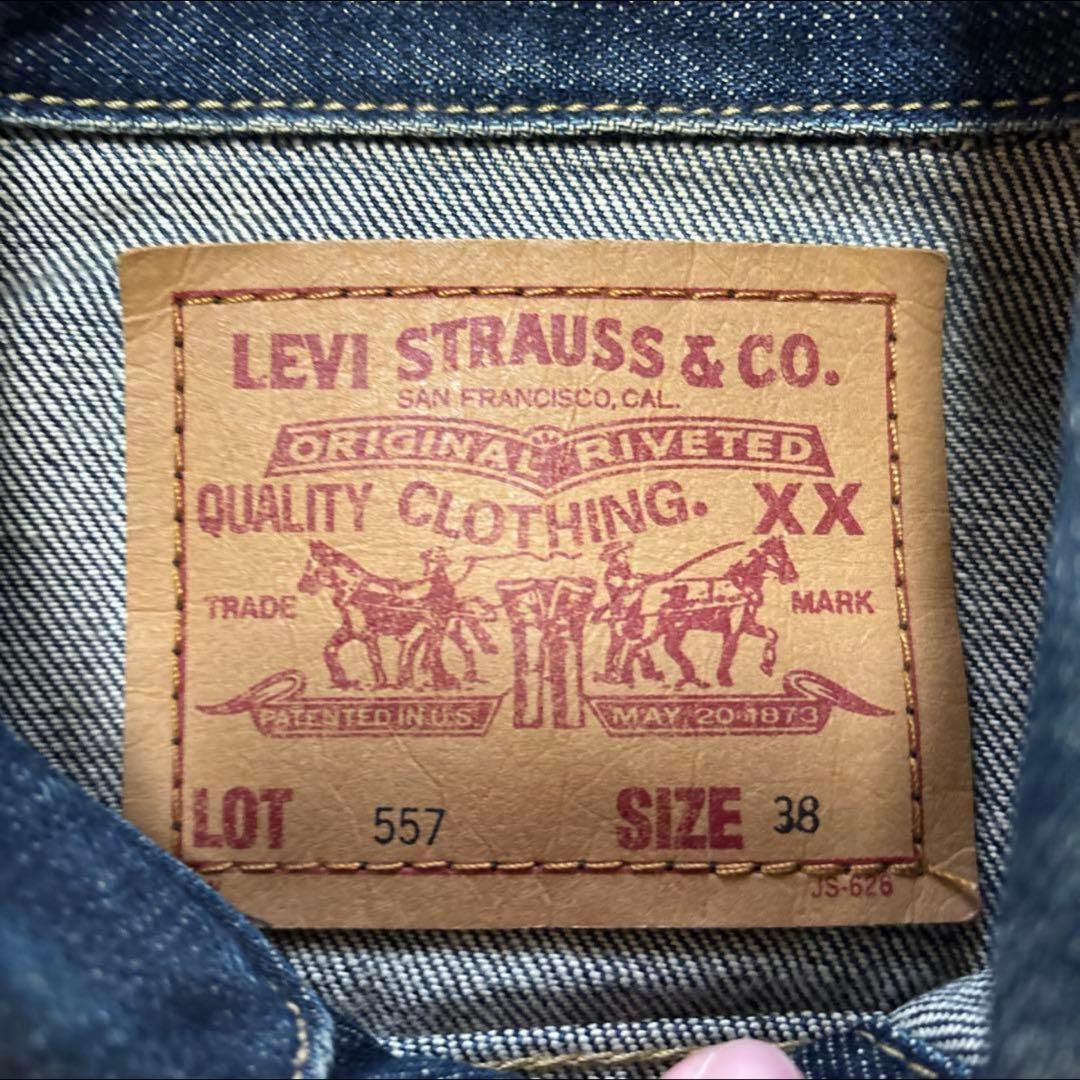 LEVI STRAUSS & CO.
SAN FRANCISCO, CAL.
ORIGINAL RIVETED
QUALITY CLOTHING. XX
TRADE MARK
PATENTED IN U.S. MAY, 20 1873
LOT 557 SIZE 38
JS-626